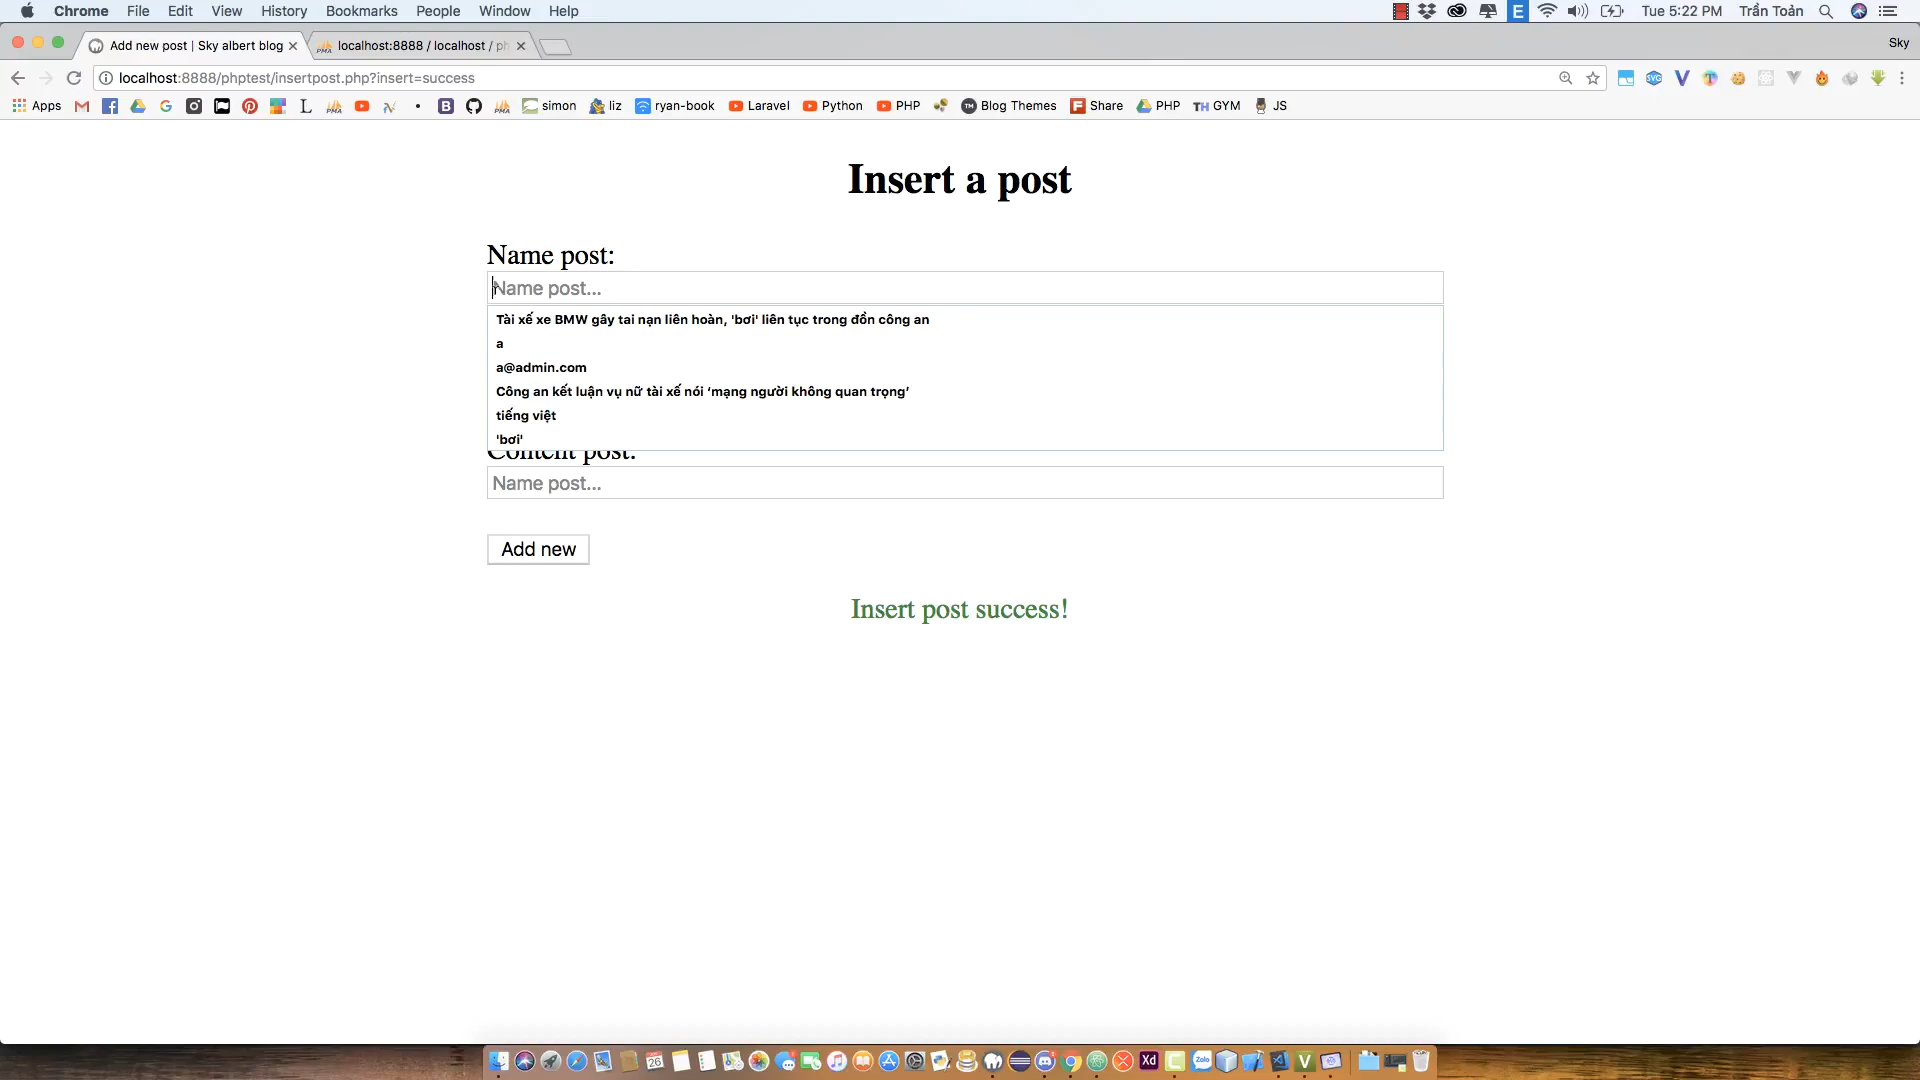 Chrome File Edit View History Bookmarks People Window Help
E Tue 5:22 PM Trần Toản
Add new post | Sky albert blog
localhost:8888 / localhost / ph
Sky
localhost:8888/phptest/insertpost.php?insert=success
Apps simon liz ryan-book Laravel Python PHP Blog Themes Share PHP GYM JS
Insert a post
Name post:
Name post...
Tài xế xe BMW gây tai nạn liên hoàn, 'bơi' liên tục trong đồn công an
a
a@admin.com
Công an kết luận vụ nữ tài xế nói ‘mạng người không quan trọng’
tiếng việt
'bơi'
Content post:
Name post...
Add new
Insert post success!